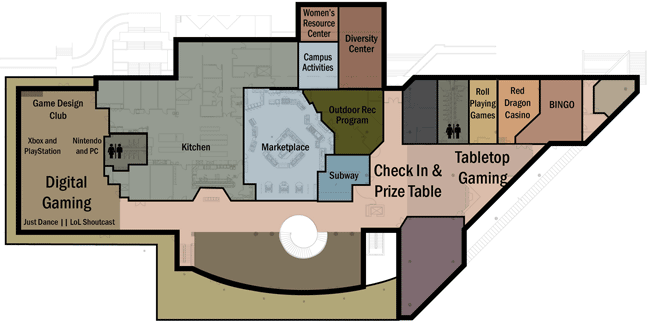 Women's
Resource
Center
Diversity
Center
Campus
Activities
Game Design
Club
Xbox and
PlayStation
Nintendo
and PC
Digital
Gaming
Just Dance || LoL Shoutcast
Kitchen
Marketplace
Outdoor Rec
Program
Subway
Check In &
Prize Table
Tabletop
Gaming
Roll
Playing
Games
Red
Dragon
Casino
BINGO